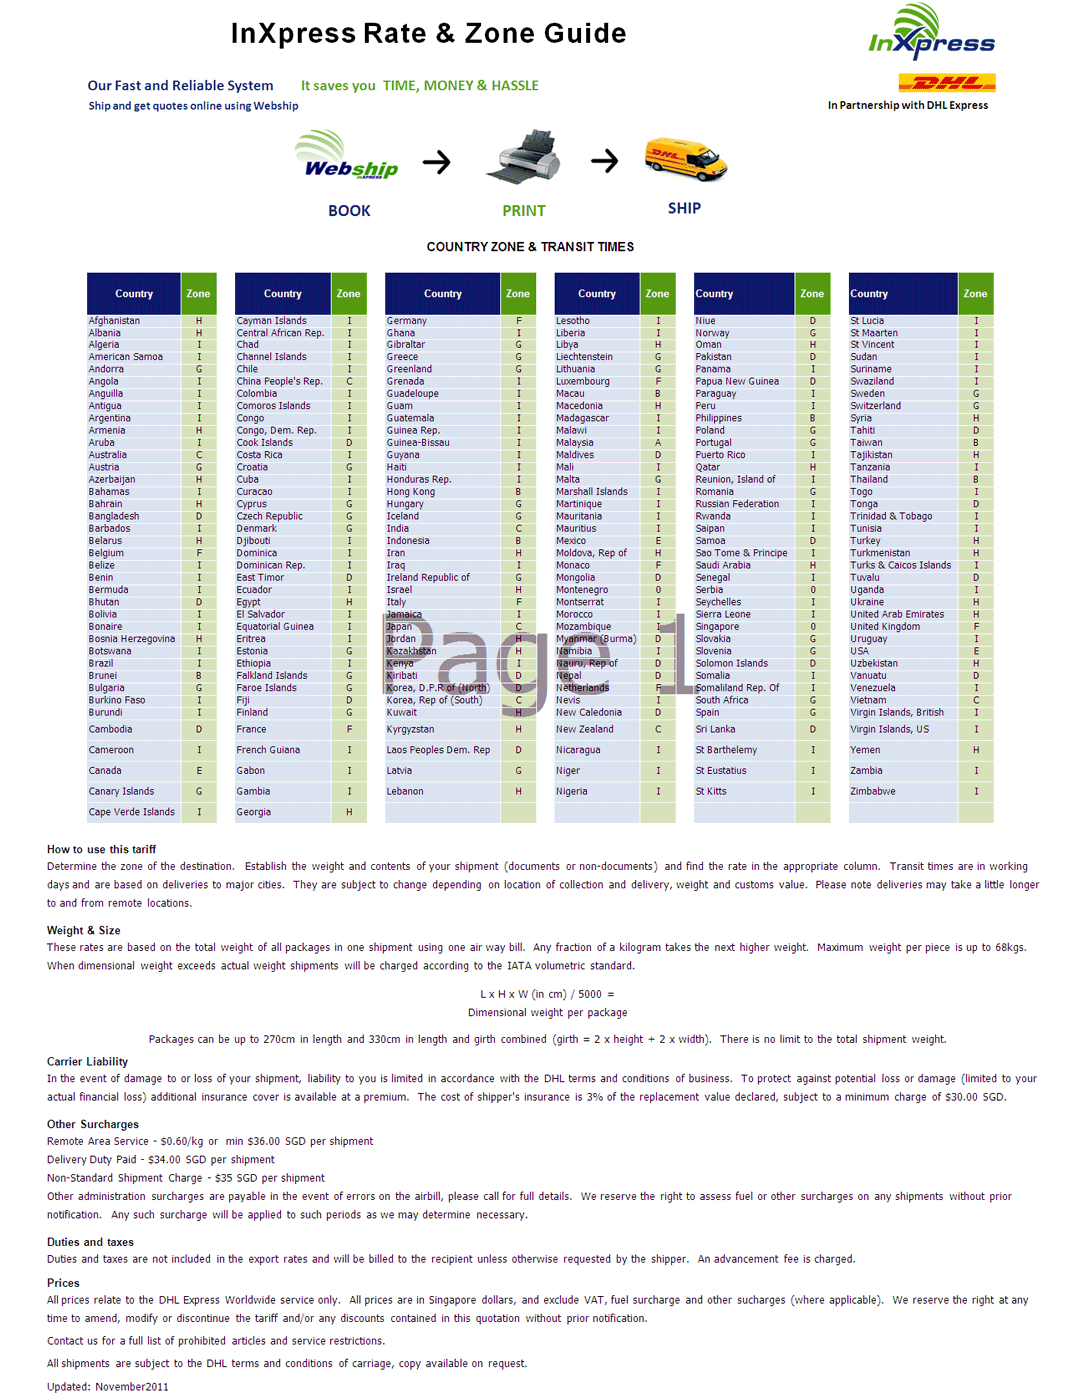 InXpress Rate & Zone Guide
InXpress
Our Fast and Reliable System It saves you TIME, MONEY & HASSLE
DHL
Ship and get quotes online using Webship
In Partnership with DHL Express
Webship
INXPRESS
DHL
BOOK PRINT SHIP
COUNTRY ZONE & TRANSIT TIMES
Country Zone Country Zone Country Zone Country Zone Country Zone Country Zone
Afghanistan H Cayman Islands I Germany F Lesotho I Niue D St Lucia I
Albania H Central African Rep. I Ghana I Liberia I Norway G St Maarten I
Algeria I Chad I Gibraltar G Libya H Oman H St Vincent I
American Samoa I Channel Islands I Greece G Liechtenstein G Pakistan D Sudan I
Andorra G Chile I Greenland G Lithuania G Panama I Suriname I
Angola I China People's Rep. C Grenada I Luxembourg F Papua New Guinea D Swaziland I
Anguilla I Colombia I Guadeloupe I Macau B Paraguay I Sweden G
Antigua I Comoros Islands I Guam I Macedonia H Peru I Switzerland G
Argentina I Congo I Guatemala I Madagascar I Philippines B Syria H
Armenia H Congo, Dem. Rep. I Guinea Rep. I Malawi I Poland G Tahiti D
Aruba I Cook Islands D Guinea-Bissau I Malaysia A Portugal G Taiwan B
Australia C Costa Rica I Guyana I Maldives D Puerto Rico I Tajikistan H
Austria G Croatia G Haiti I Mali I Qatar H Tanzania I
Azerbaijan H Cuba I Honduras Rep. I Malta G Reunion, Island of I Thailand B
Bahamas I Curacao I Hong Kong B Marshall Islands I Romania G Togo I
Bahrain H Cyprus G Hungary G Martinique I Russian Federation I Tonga D
Bangladesh D Czech Republic G Iceland G Mauritania I Rwanda I Trinidad & Tobago I
Barbados I Denmark G India C Mauritius I Saipan I Tunisia I
Belarus H Djibouti I Indonesia B Mexico E Samoa D Turkey H
Belgium F Dominica I Iran H Moldova, Rep of H Sao Tome & Principe I Turkmenistan H
Belize I Dominican Rep. I Iraq I Monaco F Saudi Arabia H Turks & Caicos Islands I
Benin I East Timor D Ireland Republic of G Mongolia D Senegal I Tuvalu D
Bermuda I Ecuador I Israel H Montenegro 0 Serbia 0 Uganda I
Bhutan D Egypt H Italy F Montserrat I Seychelles I Ukraine H
Bolivia I El Salvador I Jamaica I Morocco I Sierra Leone I United Arab Emirates H
Bonaire I Equatorial Guinea I Japan C Mozambique I Singapore 0 United Kingdom F
Bosnia Herzegovina H Eritrea I Jordan H Myanmar (Burma) D Slovakia G Uruguay I
Botswana I Estonia G Kazakhstan H Namibia I Slovenia G USA E
Brazil I Ethiopia I Kenya I Nauru, Rep of D Solomon Islands D Uzbekistan H
Brunei B Falkland Islands G Kiribati D Nepal D Somalia I Vanuatu D
Bulgaria G Faroe Islands G Korea, D.P.R of (North) D Netherlands F Somaliland Rep. Of I Venezuela I
Burkino Faso I Fiji D Korea, Rep of (South) C Nevis I South Africa G Vietnam C
Burundi I Finland G Kuwait H New Caledonia D Spain G Virgin Islands, British I
Cambodia D France F Kyrgyzstan H New Zealand C Sri Lanka D Virgin Islands, US I
Cameroon I French Guiana I Laos Peoples Dem. Rep D Nicaragua I St Barthelemy I Yemen H
Canada E Gabon I Latvia G Niger I St Eustatius I Zambia I
Canary Islands G Gambia I Lebanon H Nigeria I St Kitts I Zimbabwe I
Cape Verde Islands I Georgia H
Page 1
How to use this tariff
Determine the zone of the destination. Establish the weight and contents of your shipment (documents or non-documents) and find the rate in the appropriate column. Transit times are in working
days and are based on deliveries to major cities. They are subject to change depending on location of collection and delivery, weight and customs value. Please note deliveries may take a little longer
to and from remote locations.
Weight & Size
These rates are based on the total weight of all packages in one shipment using one air way bill. Any fraction of a kilogram takes the next higher weight. Maximum weight per piece is up to 68kgs.
When dimensional weight exceeds actual weight shipments will be charged according to the IATA volumetric standard.
L x H x W (in cm) / 5000 =
Dimensional weight per package
Packages can be up to 270cm in length and 330cm in length and girth combined (girth = 2 x height + 2 x width). There is no limit to the total shipment weight.
Carrier Liability
In the event of damage to or loss of your shipment, liability to you is limited in accordance with the DHL terms and conditions of business. To protect against potential loss or damage (limited to your
actual financial loss) additional insurance cover is available at a premium. The cost of shipper's insurance is 3% of the replacement value declared, subject to a minimum charge of $30.00 SGD.
Other Surcharges
Remote Area Service - $0.60/kg or min $36.00 SGD per shipment
Delivery Duty Paid - $34.00 SGD per shipment
Non-Standard Shipment Charge - $35 SGD per shipment
Other administration surcharges are payable in the event of errors on the airbill, please call for full details. We reserve the right to assess fuel or other surcharges on any shipments without prior
notification. Any such surcharge will be applied to such periods as we may determine necessary.
Duties and taxes
Duties and taxes are not included in the export rates and will be billed to the recipient unless otherwise requested by the shipper. An advancement fee is charged.
Prices
All prices relate to the DHL Express Worldwide service only. All prices are in Singapore dollars, and exclude VAT, fuel surcharge and other sucharges (where applicable). We reserve the right at any
time to amend, modify or discontinue the tariff and/or any discounts contained in this quotation without prior notification.
Contact us for a full list of prohibited articles and service restrictions.
All shipments are subject to the DHL terms and conditions of carriage, copy available on request.
Updated: November2011